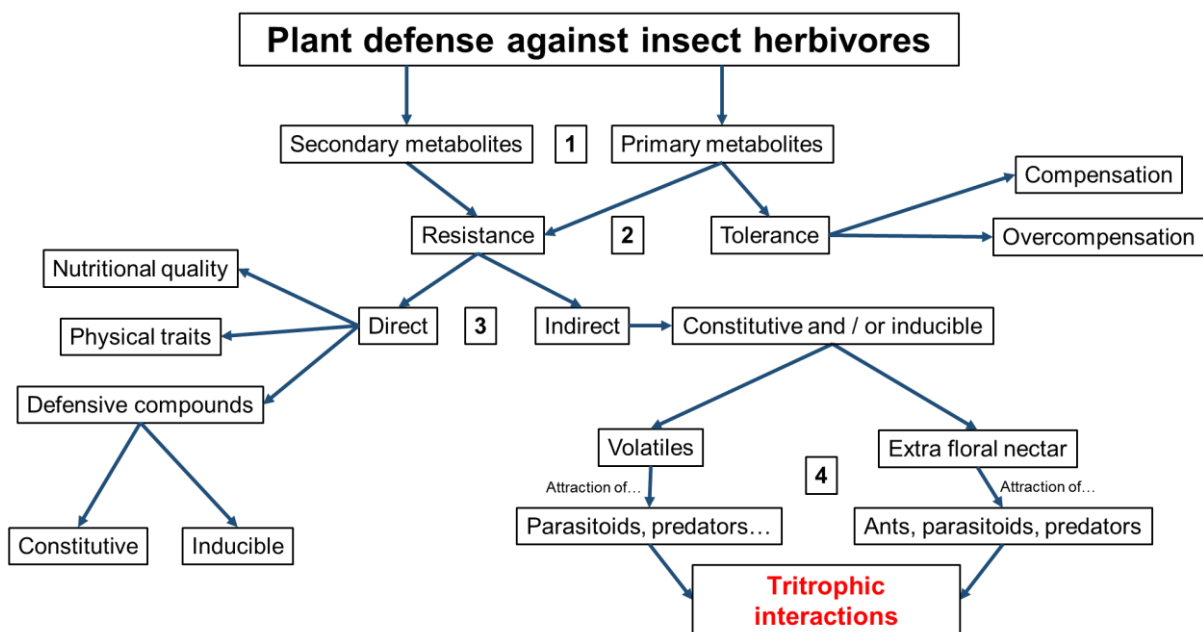 Plant defense against insect herbivores
Secondary metabolites
1
Primary metabolites
Compensation
Resistance
2
Tolerance
Overcompensation
Nutritional quality
Physical traits
Direct
3
Indirect
Constitutive and / or inducible
Defensive compounds
Volatiles
Extra floral nectar
4
Attraction of…
Attraction of…
Constitutive
Inducible
Parasitoids, predators…
Ants, parasitoids, predators
Tritrophic
interactions